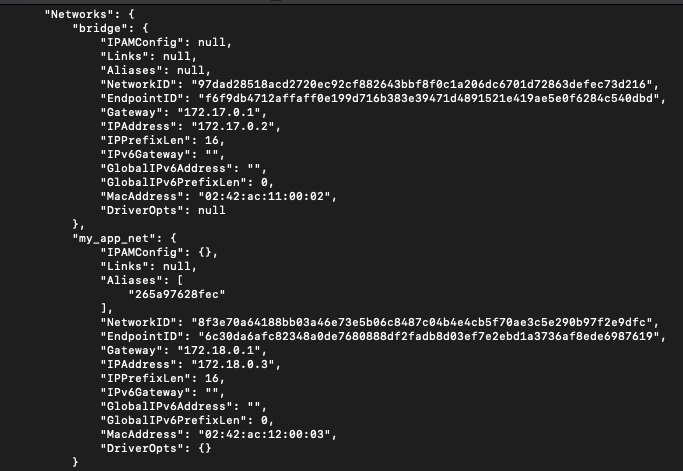 "Networks": {
"bridge": {
"IPAMConfig": null,
"Links": null,
"Aliases": null,
"NetworkID": "97dad28518acd2720ec92cf882643bbf8f0c1a206dc6701d72863defec73d216",
"EndpointID": "f6f9db4712affaff0e199d716b383e39471d4891521e419ae5e0f6284c540dbd",
"Gateway": "172.17.0.1",
"IPAddress": "172.17.0.2",
"IPPrefixLen": 16,
"IPv6Gateway": "",
"GlobalIPv6Address": "",
"GlobalIPv6PrefixLen": 0,
"MacAddress": "02:42:ac:11:00:02",
"DriverOpts": null
},
"my_app_net": {
"IPAMConfig": {},
"Links": null,
"Aliases": [
"265a97628fec"
],
"NetworkID": "8f3e70a64188bb03a46e73e5b06c8487c04b4e4cb5f70ae3c5e290b97f2e9dfc",
"EndpointID": "6c30da6afc82348a0de7680888df2fadb8d03ef7e2ebd1a3736af8ede6987619",
"Gateway": "172.18.0.1",
"IPAddress": "172.18.0.3",
"IPPrefixLen": 16,
"IPv6Gateway": "",
"GlobalIPv6Address": "",
"GlobalIPv6PrefixLen": 0,
"MacAddress": "02:42:ac:12:00:03",
"DriverOpts": {}
}